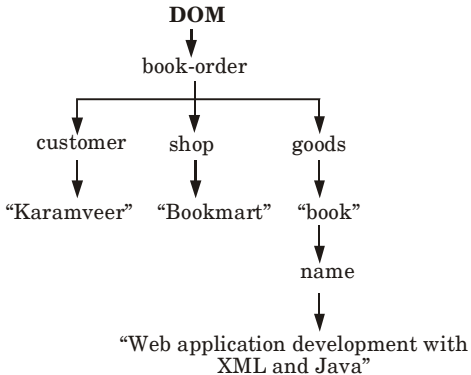 DOM
book-order
customer shop goods
“Karamveer” “Bookmart” “book”
name
“Web application development with
XML and Java”